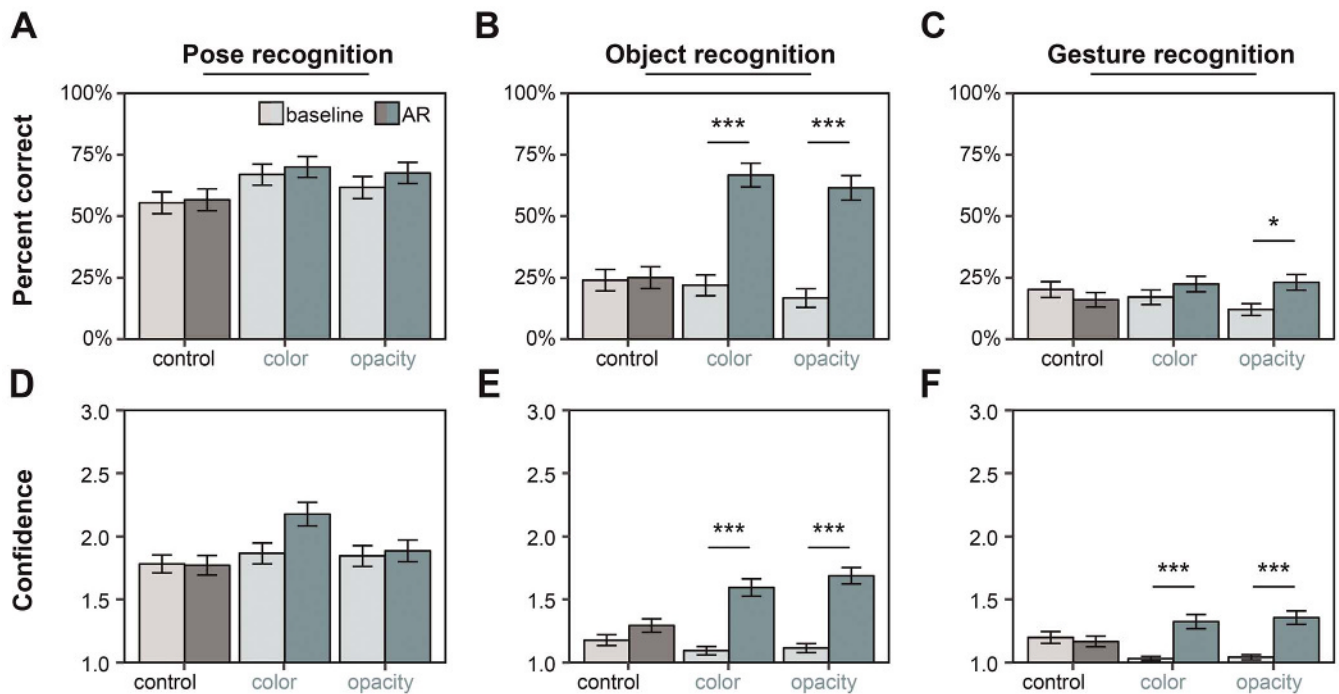 A
B
C
Pose recognition
Object recognition
Gesture recognition
Percent correct
100%
75%
50%
25%
0%
baseline
AR
control
color
opacity
100%
75%
50%
25%
0%
***
***
control
color
opacity
100%
75%
50%
25%
0%
*
control
color
opacity
D
E
F
Confidence
3.0
2.5
2.0
1.5
1.0
control
color
opacity
3.0
2.5
2.0
1.5
1.0
***
***
control
color
opacity
3.0
2.5
2.0
1.5
1.0
***
***
control
color
opacity